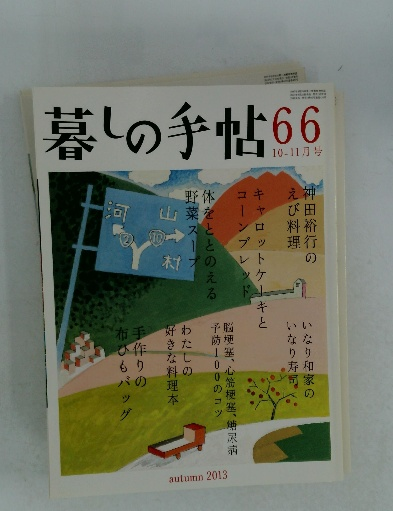 暮しの手帖66
10-11月号
神田裕行の
えび料理
キャロットケーキと
コーンブレッド
体をととのえる
野菜スープ
いなり和家の
いなり寿司
脳梗塞、心筋梗塞、糖尿病
予防100のコツ
わたしの
好きな料理本
手作りの
布ひもバッグ
河
山
村
autumn 2013